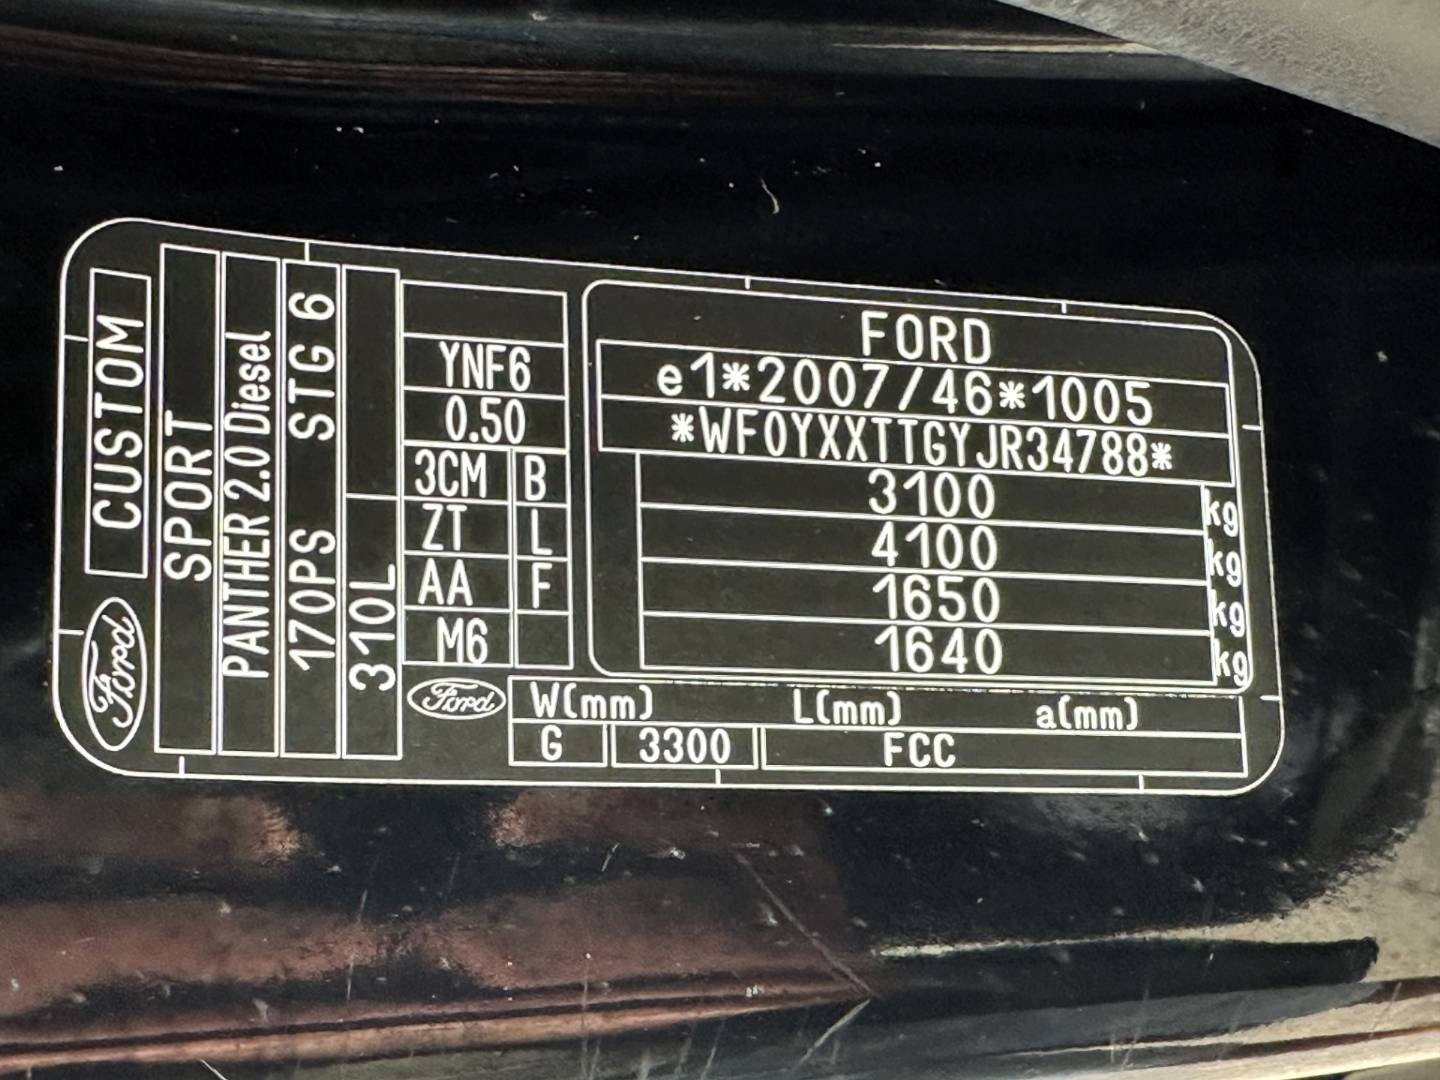 CUSTOM
Ford
SPORT
PANTHER 2.0 Diesel
170PS STG 6
310L
YNF6
0.50
3CM B
ZT L
AA F
M6
Ford
FORD
e1*2007/46*1005
*WF0YXXTTGYJR34788*
3100 kg
4100 kg
1650 kg
1640 kg
W(mm) L(mm) a(mm)
G 3300 FCC